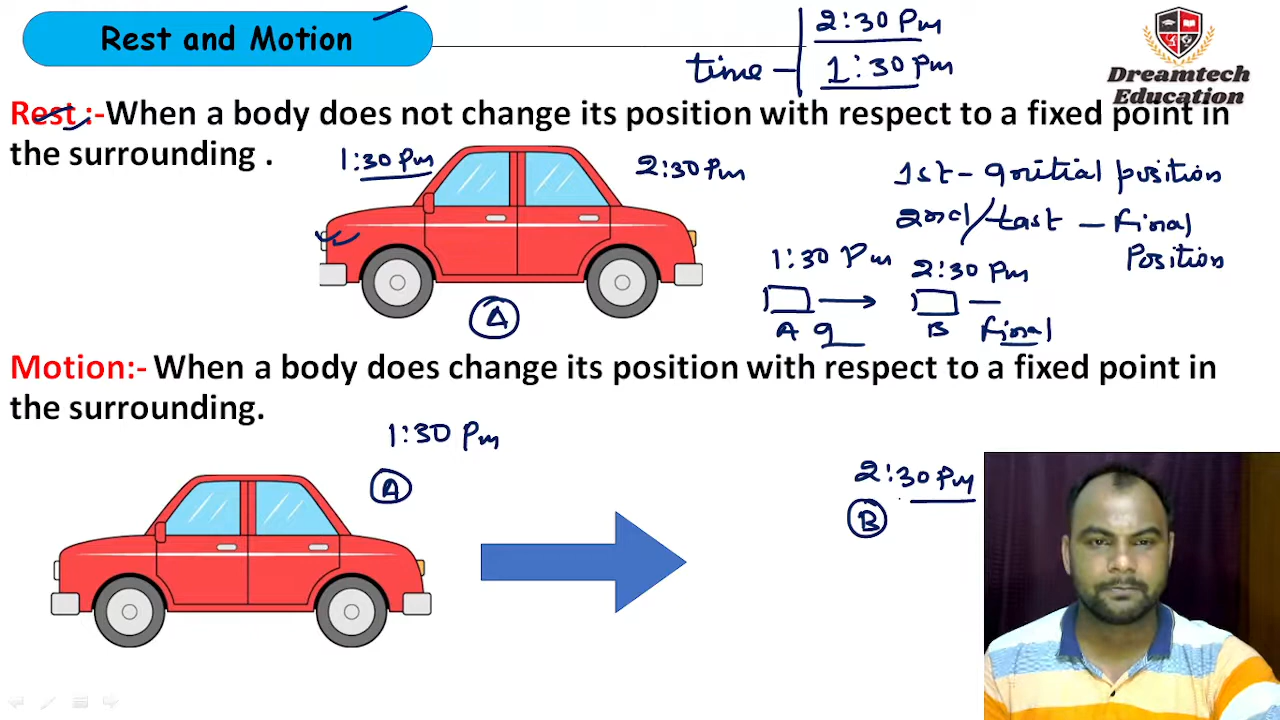 Rest and Motion
2:30 Pm
time - 1:30 Pm
Dreamtech
Education
Rest :-When a body does not change its position with respect to a fixed point in
the surrounding .
1:30 Pm
2:30 Pm
1st - Initial position
2nd/Last - Final
Position
1:30 Pm
2:30 Pm
A
A I
B
Final
Motion:- When a body does change its position with respect to a fixed point in
the surrounding.
1:30 Pm
A
2:30 Pm
B